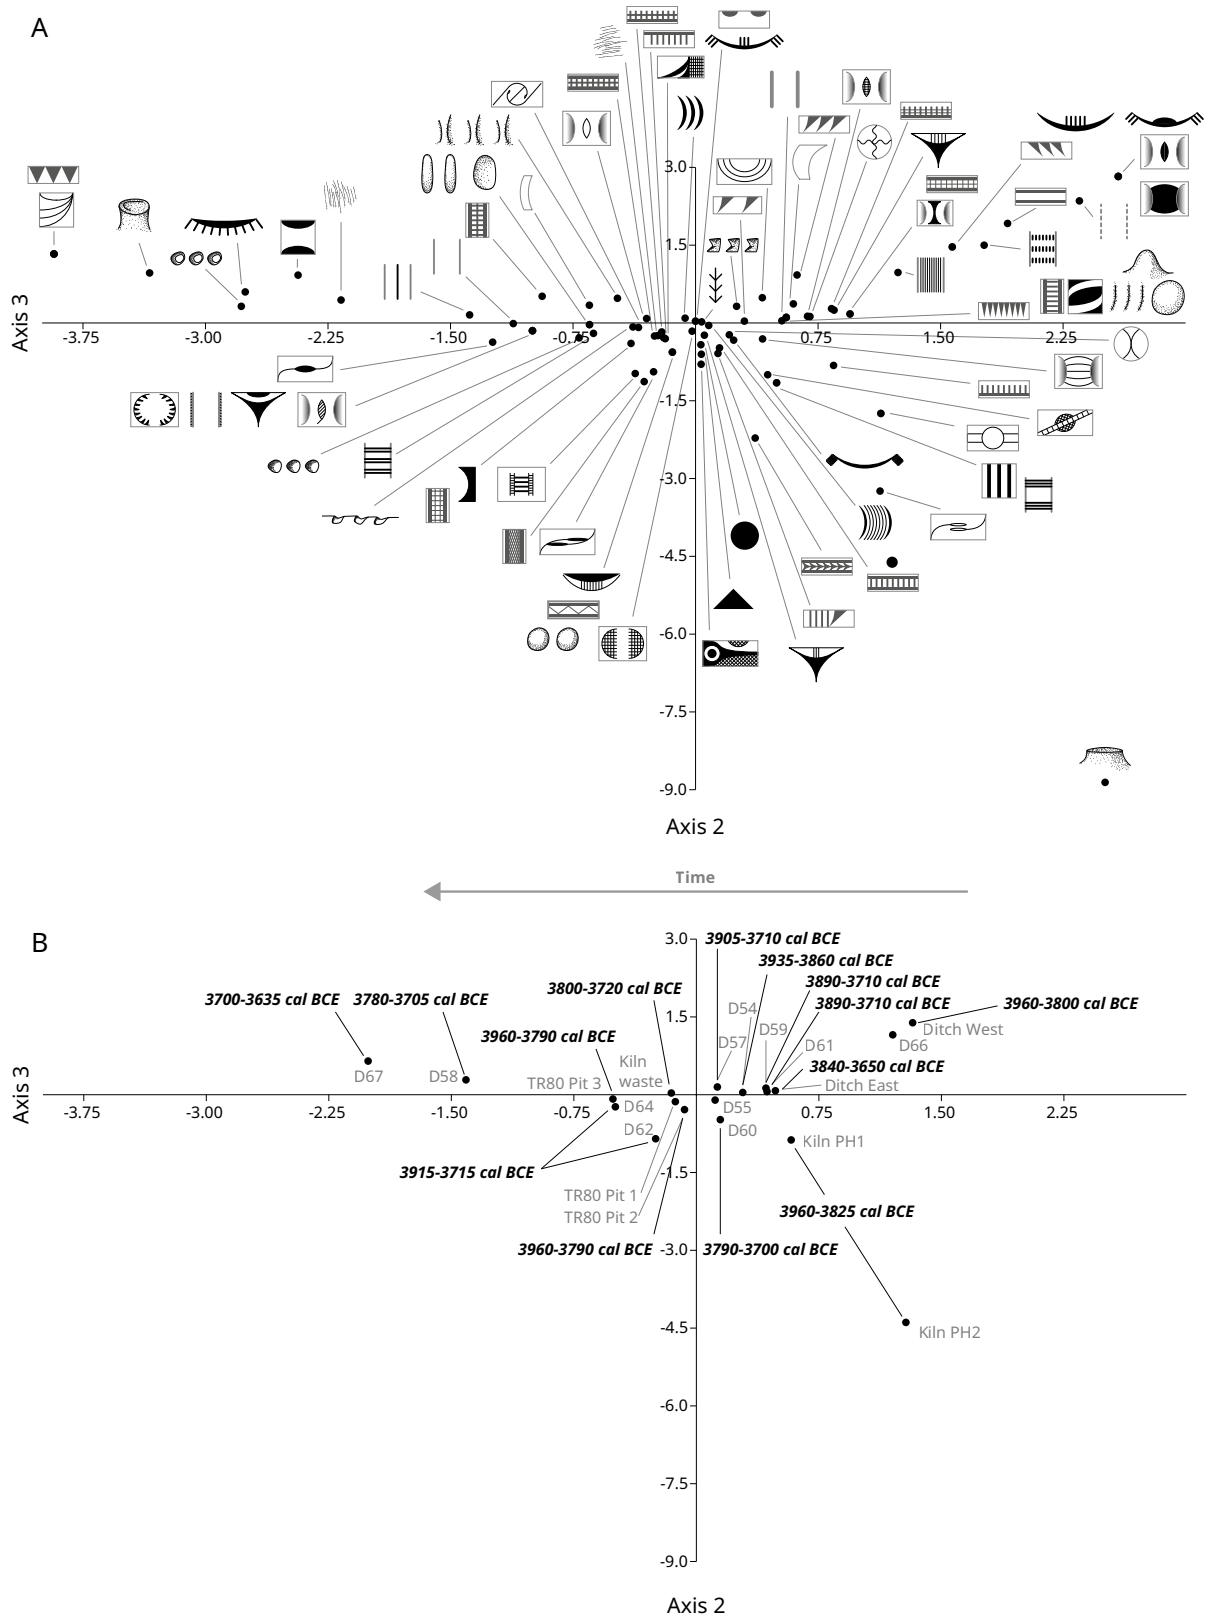 A
3.0
1.5
Axis 3
-3.75
-3.00
-2.25
-1.50
-0.75
0.75
1.50
2.25
-1.5
-3.0
-4.5
-6.0
-7.5
-9.0
Axis 2
Time
B
3.0
3905-3710 cal BCE
3935-3860 cal BCE
3890-3710 cal BCE
3800-3720 cal BCE
3700-3635 cal BCE
3780-3705 cal BCE
3890-3710 cal BCE
3960-3800 cal BCE
D54
1.5
D59
Ditch West
3960-3790 cal BCE
D57
D61
D66
Kiln
waste
3840-3650 cal BCE
D67
D58
TR80 Pit 3
Ditch East
Axis 3
D64
D55
-3.75
-3.00
-2.25
-1.50
-0.75
0.75
1.50
2.25
D62
D60
Kiln PH1
3915-3715 cal BCE
-1.5
TR80 Pit 1
TR80 Pit 2
3960-3825 cal BCE
3960-3790 cal BCE
-3.0
3790-3700 cal BCE
-4.5
Kiln PH2
-6.0
-7.5
-9.0
Axis 2